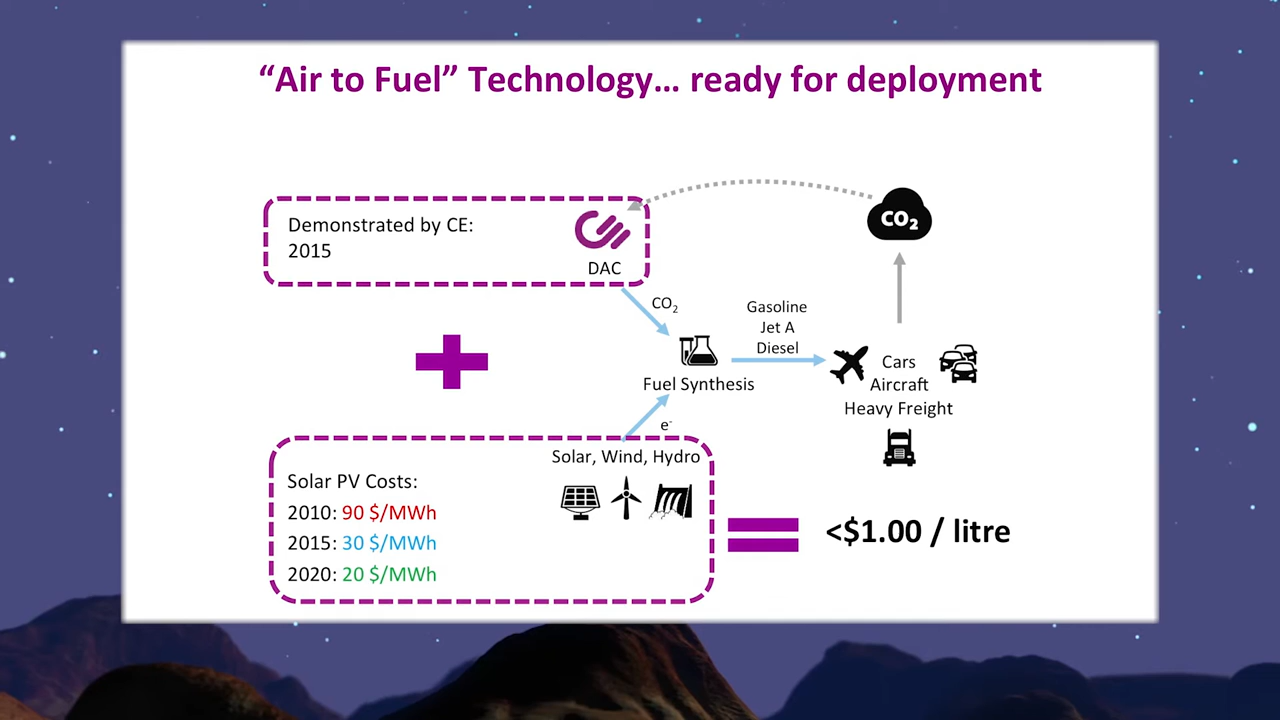 “Air to Fuel” Technology... ready for deployment
Demonstrated by CE:
2015
DAC
CO₂
CO₂
Gasoline
Jet A
Diesel
Fuel Synthesis
Cars
Aircraft
Heavy Freight
e⁻
Solar, Wind, Hydro
Solar PV Costs:
2010: 90 $/MWh
2015: 30 $/MWh
2020: 20 $/MWh
<$1.00 / litre